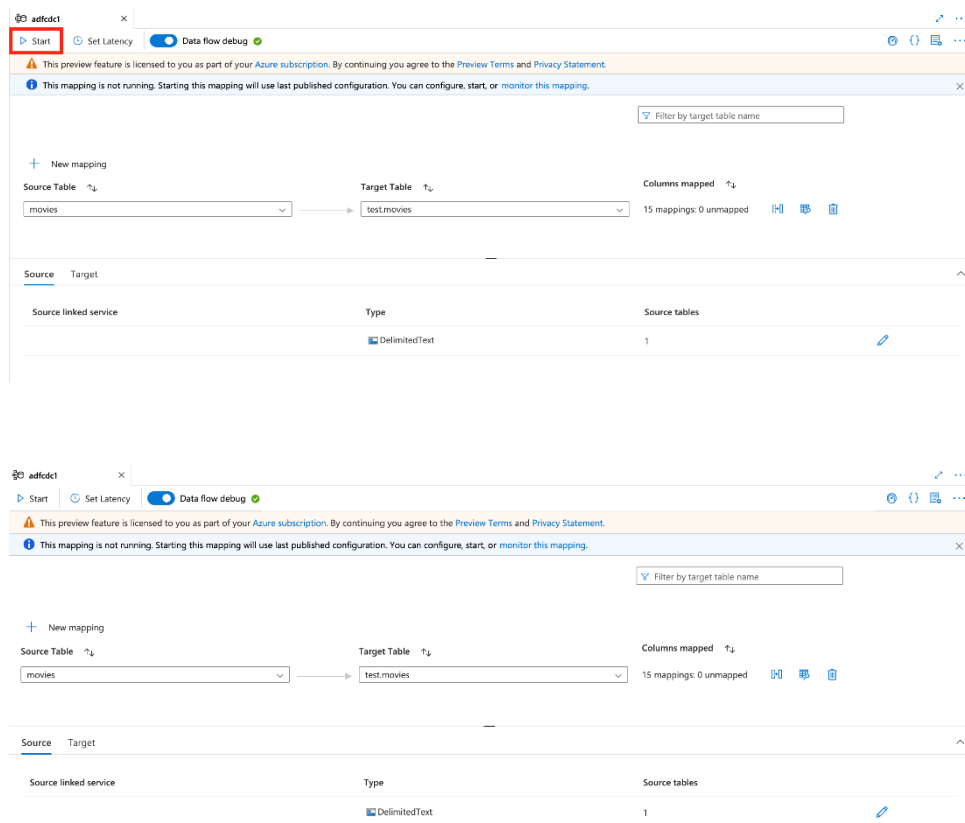 adfcdc1
Start Set Latency Data flow debug
This preview feature is licensed to you as part of your Azure subscription. By continuing you agree to the Preview Terms and Privacy Statement.
This mapping is not running. Starting this mapping will use last published configuration. You can configure, start, or monitor this mapping.
Filter by target table name
New mapping
Source Table Target Table Columns mapped
movies test.movies 15 mappings: 0 unmapped
Source Target
Source linked service Type Source tables
DelimitedText 1
adfcdc1
Start Set Latency Data flow debug
This preview feature is licensed to you as part of your Azure subscription. By continuing you agree to the Preview Terms and Privacy Statement.
This mapping is not running. Starting this mapping will use last published configuration. You can configure, start, or monitor this mapping.
Filter by target table name
New mapping
Source Table Target Table Columns mapped
movies test.movies 15 mappings: 0 unmapped
Source Target
Source linked service Type Source tables
DelimitedText 1